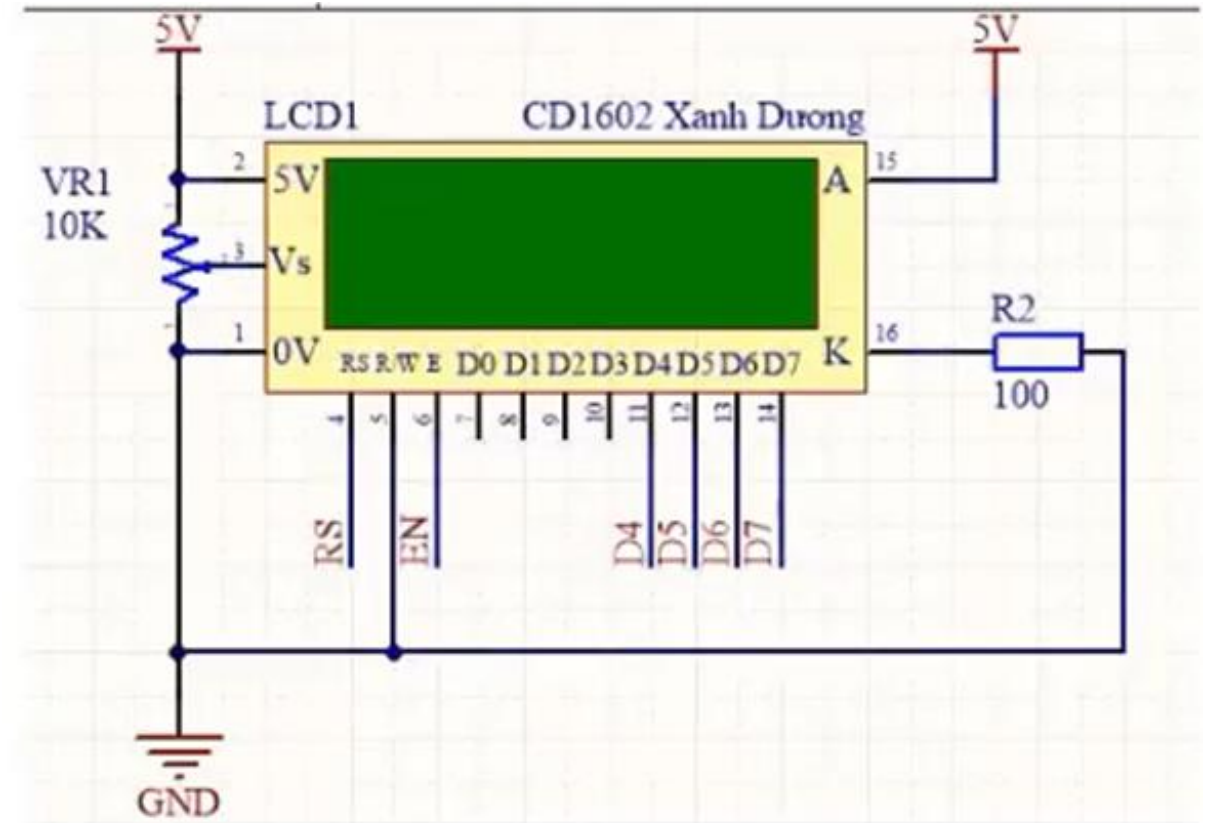 5V
5V
LCD1
CD1602 Xanh Dương
VR1
10K
2
5V
A
15
3
Vs
1
0V
K
16
R2
100
RS R/W E D0 D1 D2 D3 D4 D5 D6 D7
4 5 6 7 8 9 10 11 12 13 14
RS
EN
D4
D5
D6
D7
GND